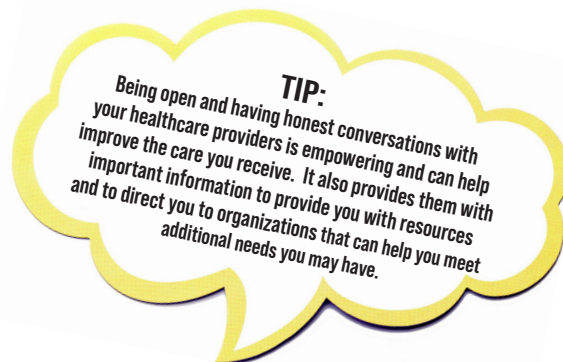 TIP:
Being open and having honest conversations with
your healthcare providers is empowering and can help
improve the care you receive.  It also provides them with
important information to provide you with resources
and to direct you to organizations that can help you meet
additional needs you may have.